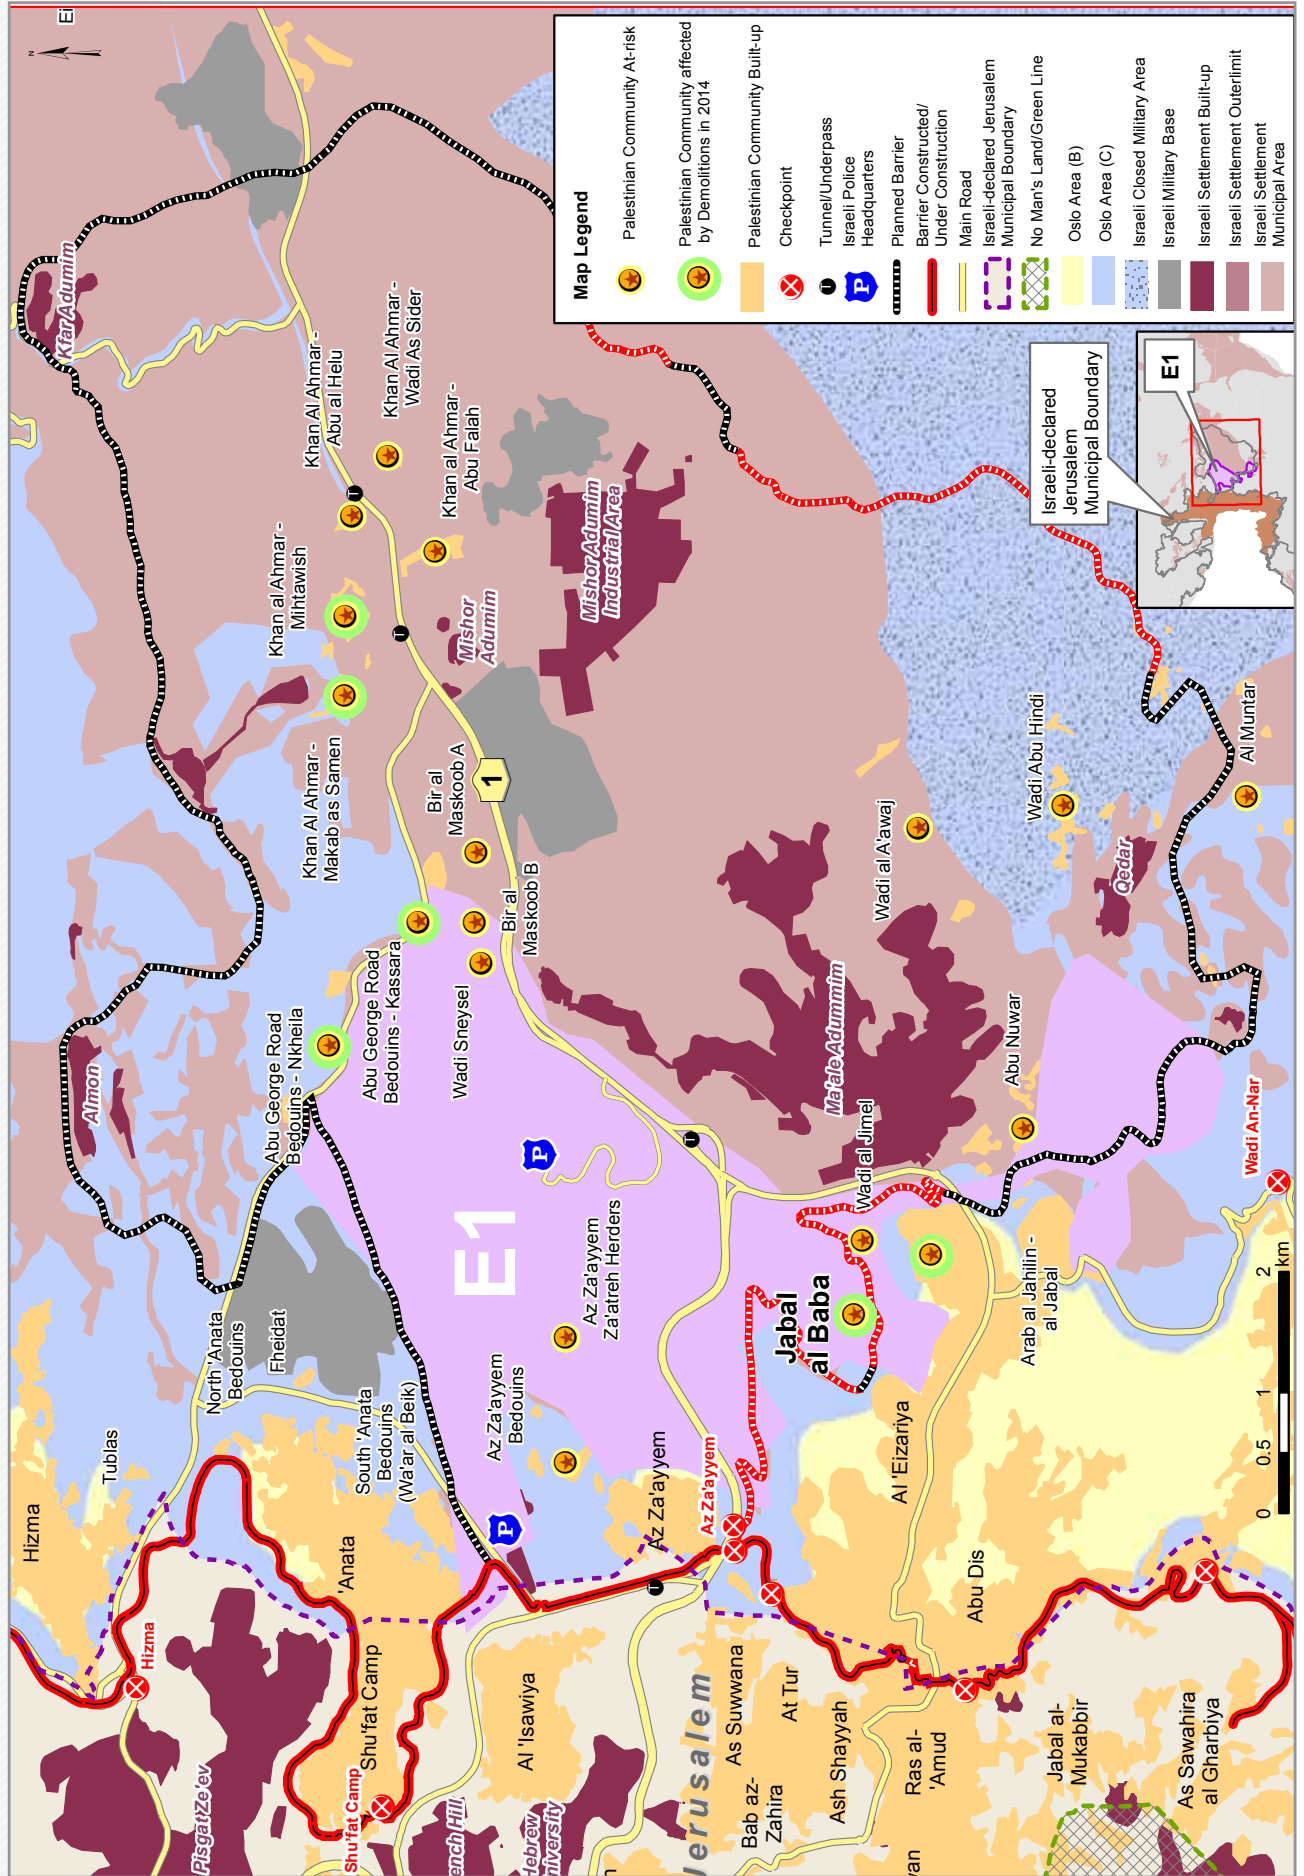 Hizma
Tublas
Hizma
Pisgat Ze'ev
'Anata
Shu'fat Camp
Shu'fat Camp
Al 'Isawiya
North 'Anata
Bedouins
Fheidat
South 'Anata
Bedouins
(Wa'ar al Beik)
Almon
Abu George Road
Bedouins - Nkheila
Abu George Road
Bedouins - Kassara
Wadi Sneysel
Bir al
Maskoob B
Bir al
Maskoob A
1
Khan Al Ahmar -
Makab as Samen
Khan al Ahmar -
Mihtawish
Khan Al Ahmar -
Abu al Helu
Khan Al Ahmar -
Wadi As Sider
Khan al Ahmar -
Abu Falah
Kfar Adumim
Ei
N
Mishor
Adumim
Mishor Adumim
Industrial Area
E1
P
P
Az Za'ayyem
Bedouins
Az Za'ayyem
Za'atreh Herders
Az Za'ayyem
Az Za'ayyem
Jerusalem
As Suwwana
At Tur
Bab az-
Zahira
Ash Shayyah
Ras al-
'Amud
Jabal al-
Mukabbir
As Sawahira
al Gharbiya
Abu Dis
Al 'Eizariya
Jabal
al Baba
Wadi al Jimel
Arab al Jahilin -
al Jabal
Abu Nuwar
Ma'ale Adummim
Wadi al A'awaj
Wadi Abu Hindi
Qedar
Al Muntar
Wadi An-Nar
0 0.5 1 2
km
Israeli-declared
Jerusalem
Municipal Boundary
E1
Map Legend
Palestinian Community At-risk
Palestinian Community affected
by Demolitions in 2014
Palestinian Community Built-up
Checkpoint
Tunnel/Underpass
P
Israeli Police
Headquarters
Planned Barrier
Barrier Constructed/
Under Construction
Main Road
Israeli-declared Jerusalem
Municipal Boundary
No Man's Land/Green Line
Oslo Area (B)
Oslo Area (C)
Israeli Closed Military Area
Israeli Military Base
Israeli Settlement Built-up
Israeli Settlement Outerlimit
Israeli Settlement
Municipal Area